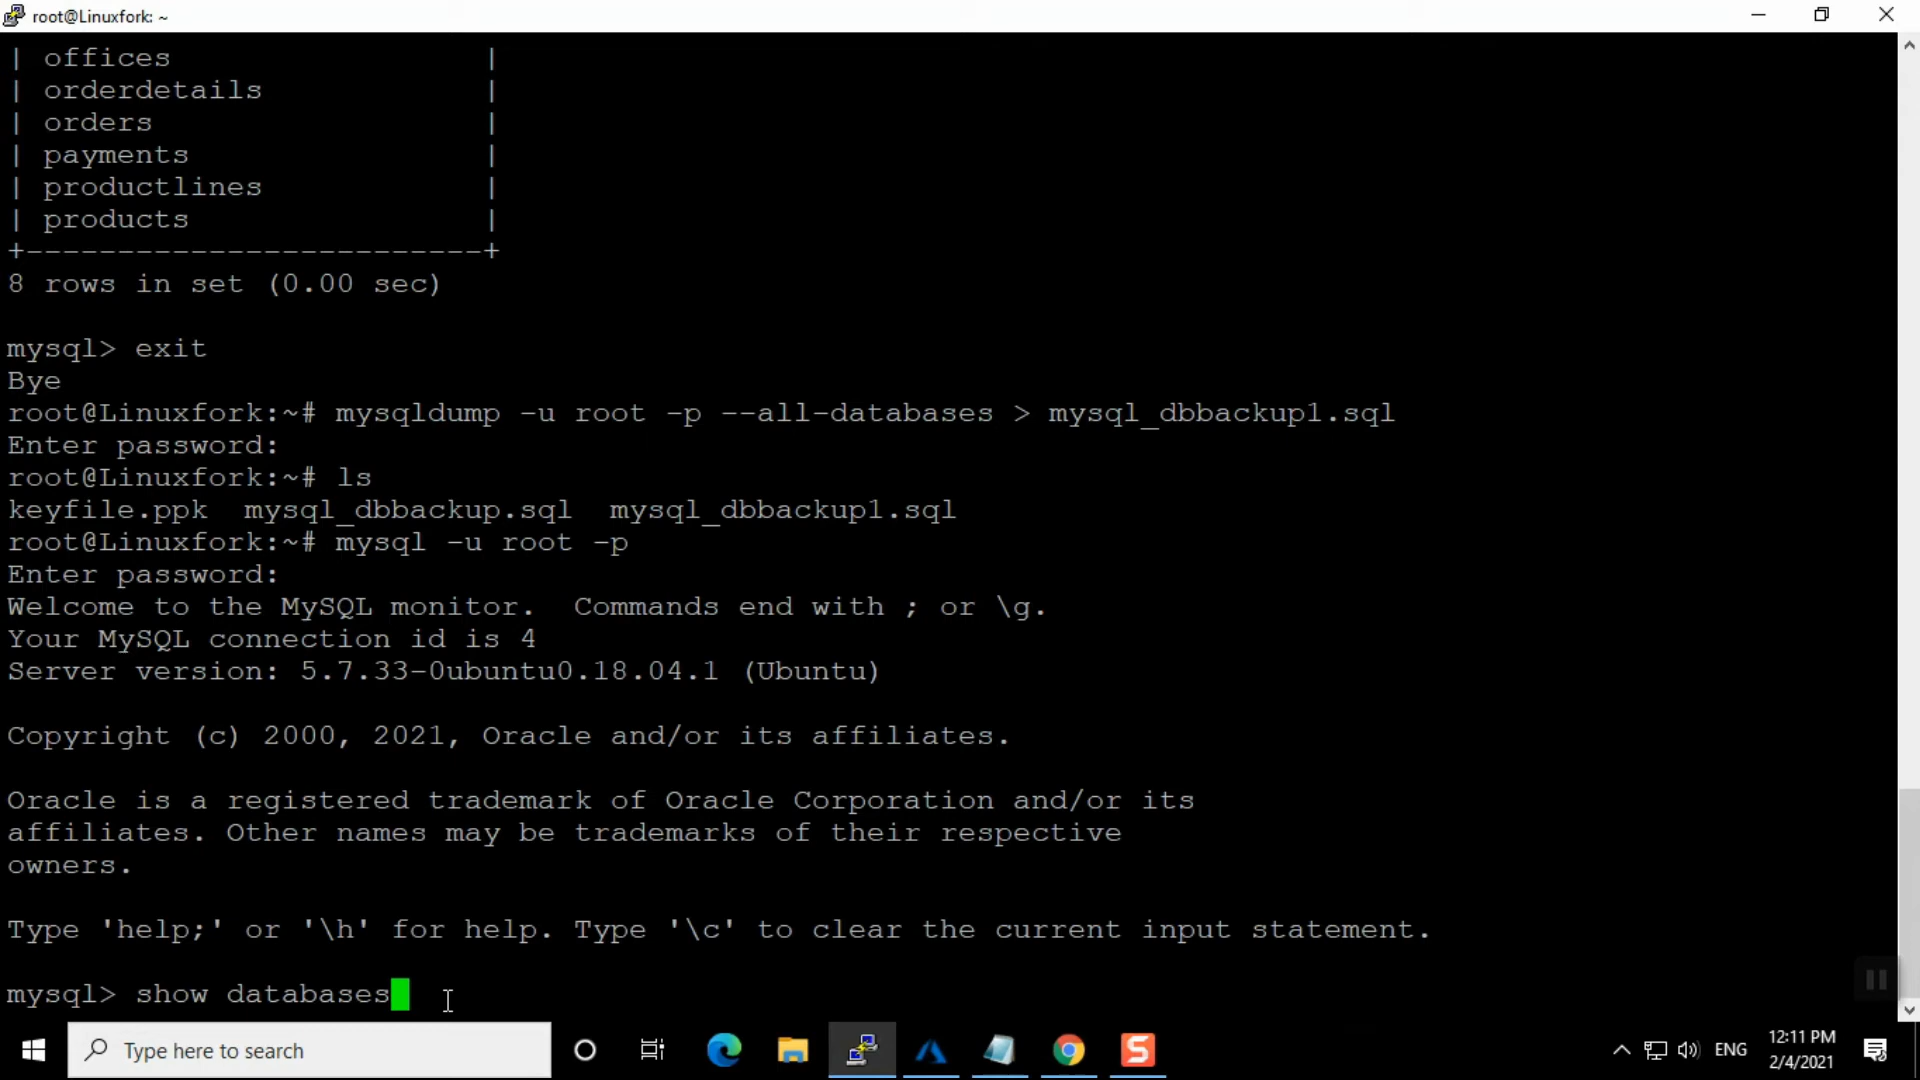 root@Linuxfork: ~
| offices                |
| orderdetails           |
| orders                 |
| payments               |
| productlines           |
| products               |
+-------------------------+
8 rows in set (0.00 sec)
mysql> exit
Bye
root@Linuxfork:~# mysqldump -u root -p --all-databases > mysql_dbbackup1.sql
Enter password:
root@Linuxfork:~# ls
keyfile.ppk  mysql_dbbackup.sql  mysql_dbbackup1.sql
root@Linuxfork:~# mysql -u root -p
Enter password:
Welcome to the MySQL monitor.  Commands end with ; or \g.
Your MySQL connection id is 4
Server version: 5.7.33-0ubuntu0.18.04.1 (Ubuntu)
Copyright (c) 2000, 2021, Oracle and/or its affiliates.
Oracle is a registered trademark of Oracle Corporation and/or its
affiliates. Other names may be trademarks of their respective
owners.
Type 'help;' or '\h' for help. Type '\c' to clear the current input statement.
mysql> show databases
Type here to search
S
ENG
12:11 PM
2/4/2021